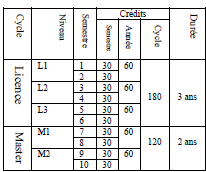 Cycle Niveau Semestre Crédits Durée
Semestre Année Cycle
Licence L1 1 30 60 180 3 ans
2 30
L2 3 30 60
4 30
L3 5 30 60
6 30
Master M1 7 30 60 120 2 ans
8 30
M2 9 30 60
10 30